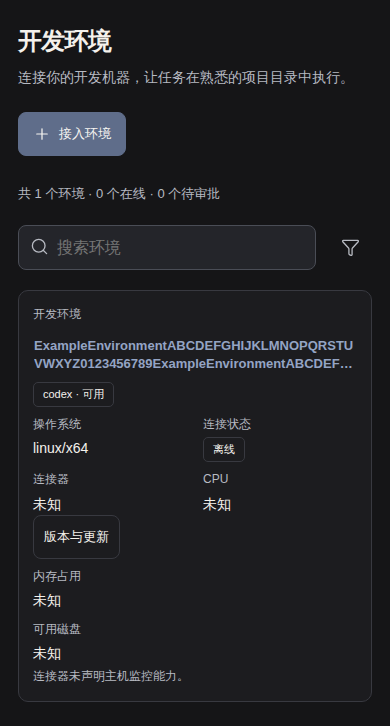 开发环境
连接你的开发机器，让任务在熟悉的项目目录中执行。
接入环境
共 1 个环境 · 0 个在线 · 0 个待审批
搜索环境
开发环境
ExampleEnvironmentABCDEFGHIJKLMNOPQRSTU
VWXYZ0123456789ExampleEnvironmentABCDEF…
codex · 可用
操作系统
linux/x64
连接状态
离线
连接器
未知
版本与更新
CPU
未知
内存占用
未知
可用磁盘
未知
连接器未声明主机监控能力。